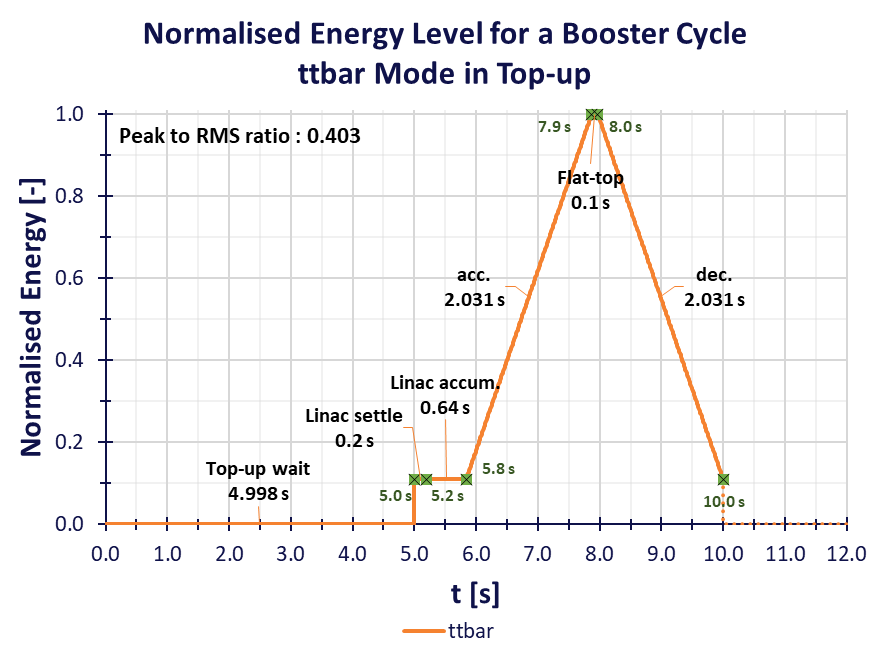 Normalised Energy Level for a Booster Cycle
ttbar Mode in Top-up
Peak to RMS ratio : 0.403
Normalised Energy [-]
1.0
0.8
0.6
0.4
0.2
0.0
7.9 s
8.0 s
Flat-top
0.1 s
acc.
2.031 s
dec.
2.031 s
Linac accum.
0.64 s
Linac settle
0.2 s
Top-up wait
4.998 s
5.0 s
5.2 s
5.8 s
10.0 s
0.0 1.0 2.0 3.0 4.0 5.0 6.0 7.0 8.0 9.0 10.0 11.0 12.0
t [s]
ttbar